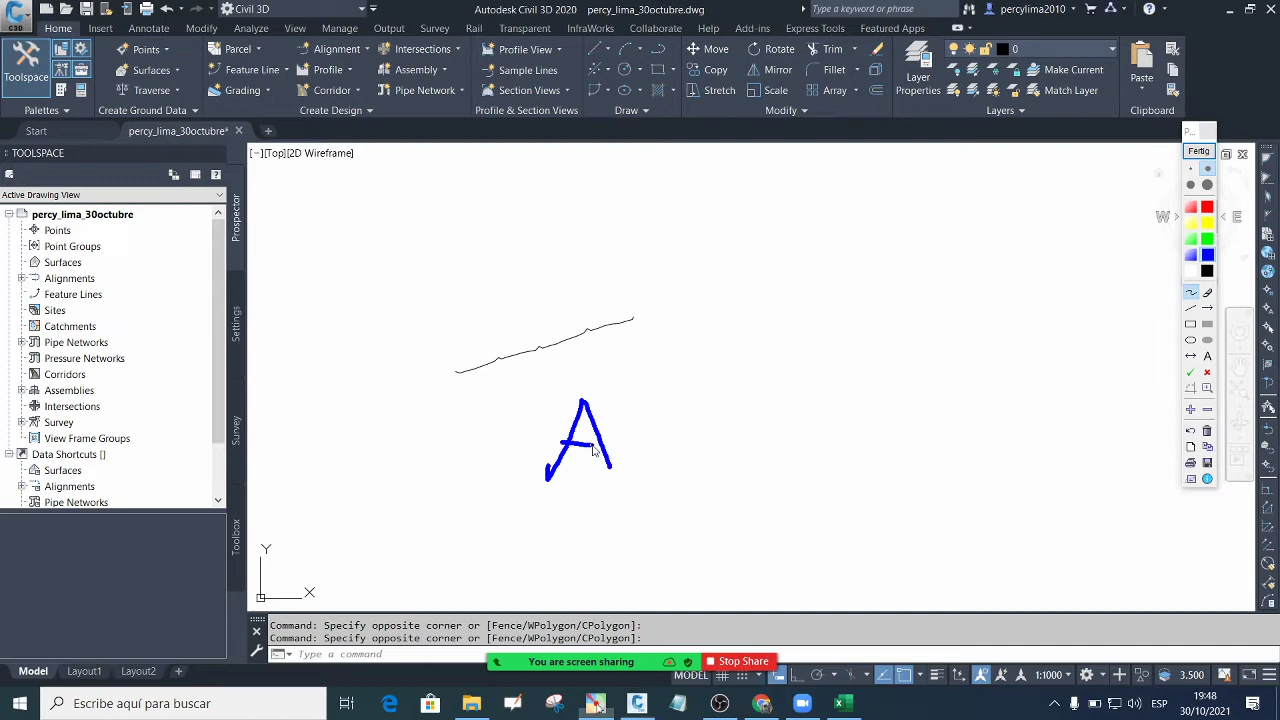 Civil 3D
Autodesk Civil 3D 2020 percy_lima_30octubre.dwg
Type a keyword or phrase
percylima2010
Home Insert Annotate Modify Analyze View Manage Output Survey Rail Transparent InfraWorks Collaborate Help Add-ins Express Tools Featured Apps
Toolspace
Points
Surfaces
Traverse
Parcel
Feature Line
Grading
Alignment
Profile
Corridor
Intersections
Assembly
Pipe Network
Profile View
Sample Lines
Section Views
Move
Copy
Stretch
Rotate
Mirror
Scale
Trim
Fillet
Array
Layer
Properties
0
Make Current
Match Layer
Paste
Palettes Create Ground Data Create Design Profile & Section Views Draw Modify Layers Clipboard
Start
percy_lima_30octubre*
TOOLSPACE
Active Drawing View
percy_lima_30octubre
Points
Point Groups
Surfaces
Alignments
Feature Lines
Sites
Catchments
Pipe Networks
Pressure Networks
Corridors
Assemblies
Intersections
Survey
View Frame Groups
Data Shortcuts []
Surfaces
Alignments
Pipe Networks
Prospector
Settings
Survey
Toolbox
[−][Top][2D Wireframe]
A
Y
X
W
E
P...
Fertig
A
Command: Specify opposite corner or [Fence/WPolygon/CPolygon]:
Command: Specify opposite corner or [Fence/WPolygon/CPolygon]:
Type a command
You are screen sharing
Stop Share
Model Layout1 Layout2
MODEL
1:1000
3.500
Escribe aquí para buscar
ESP
19:48
30/10/2021